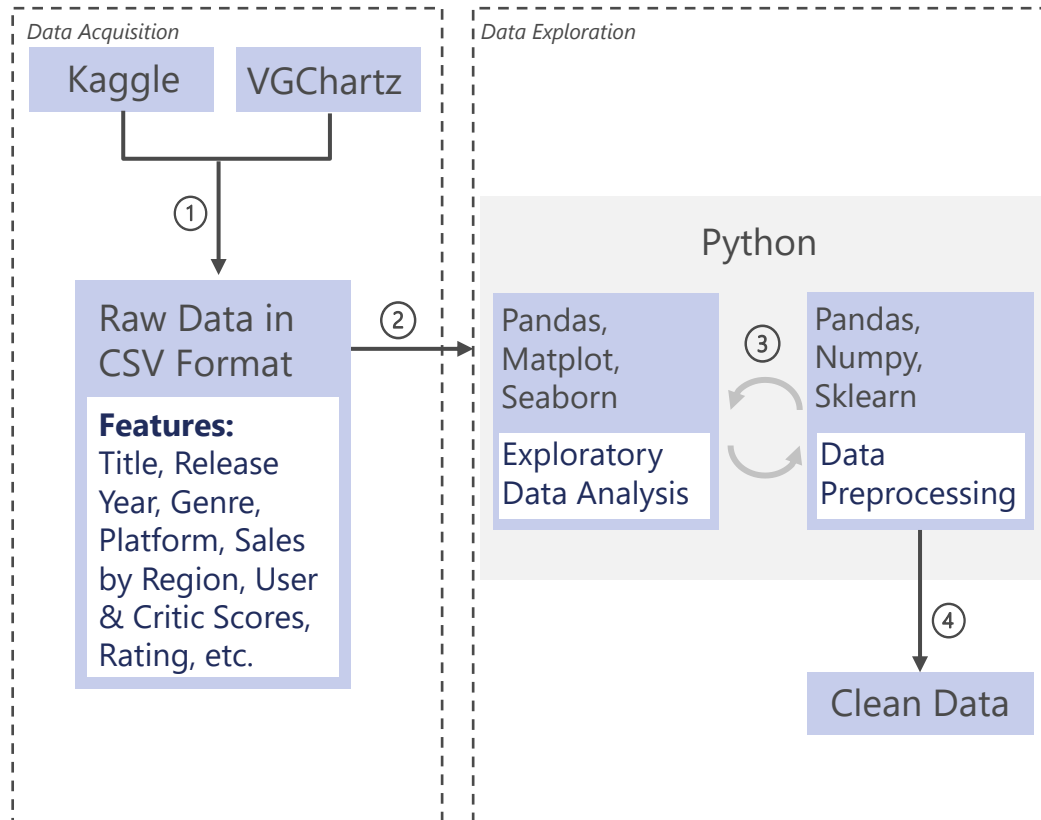 Data Acquisition
Kaggle
VGChartz
①
Raw Data in
CSV Format
Features:
Title, Release
Year, Genre,
Platform, Sales
by Region, User
& Critic Scores,
Rating, etc.
②
Data Exploration
Python
Pandas,
Matplot,
Seaborn
Exploratory
Data Analysis
③
Pandas,
Numpy,
Sklearn
Data
Preprocessing
④
Clean Data